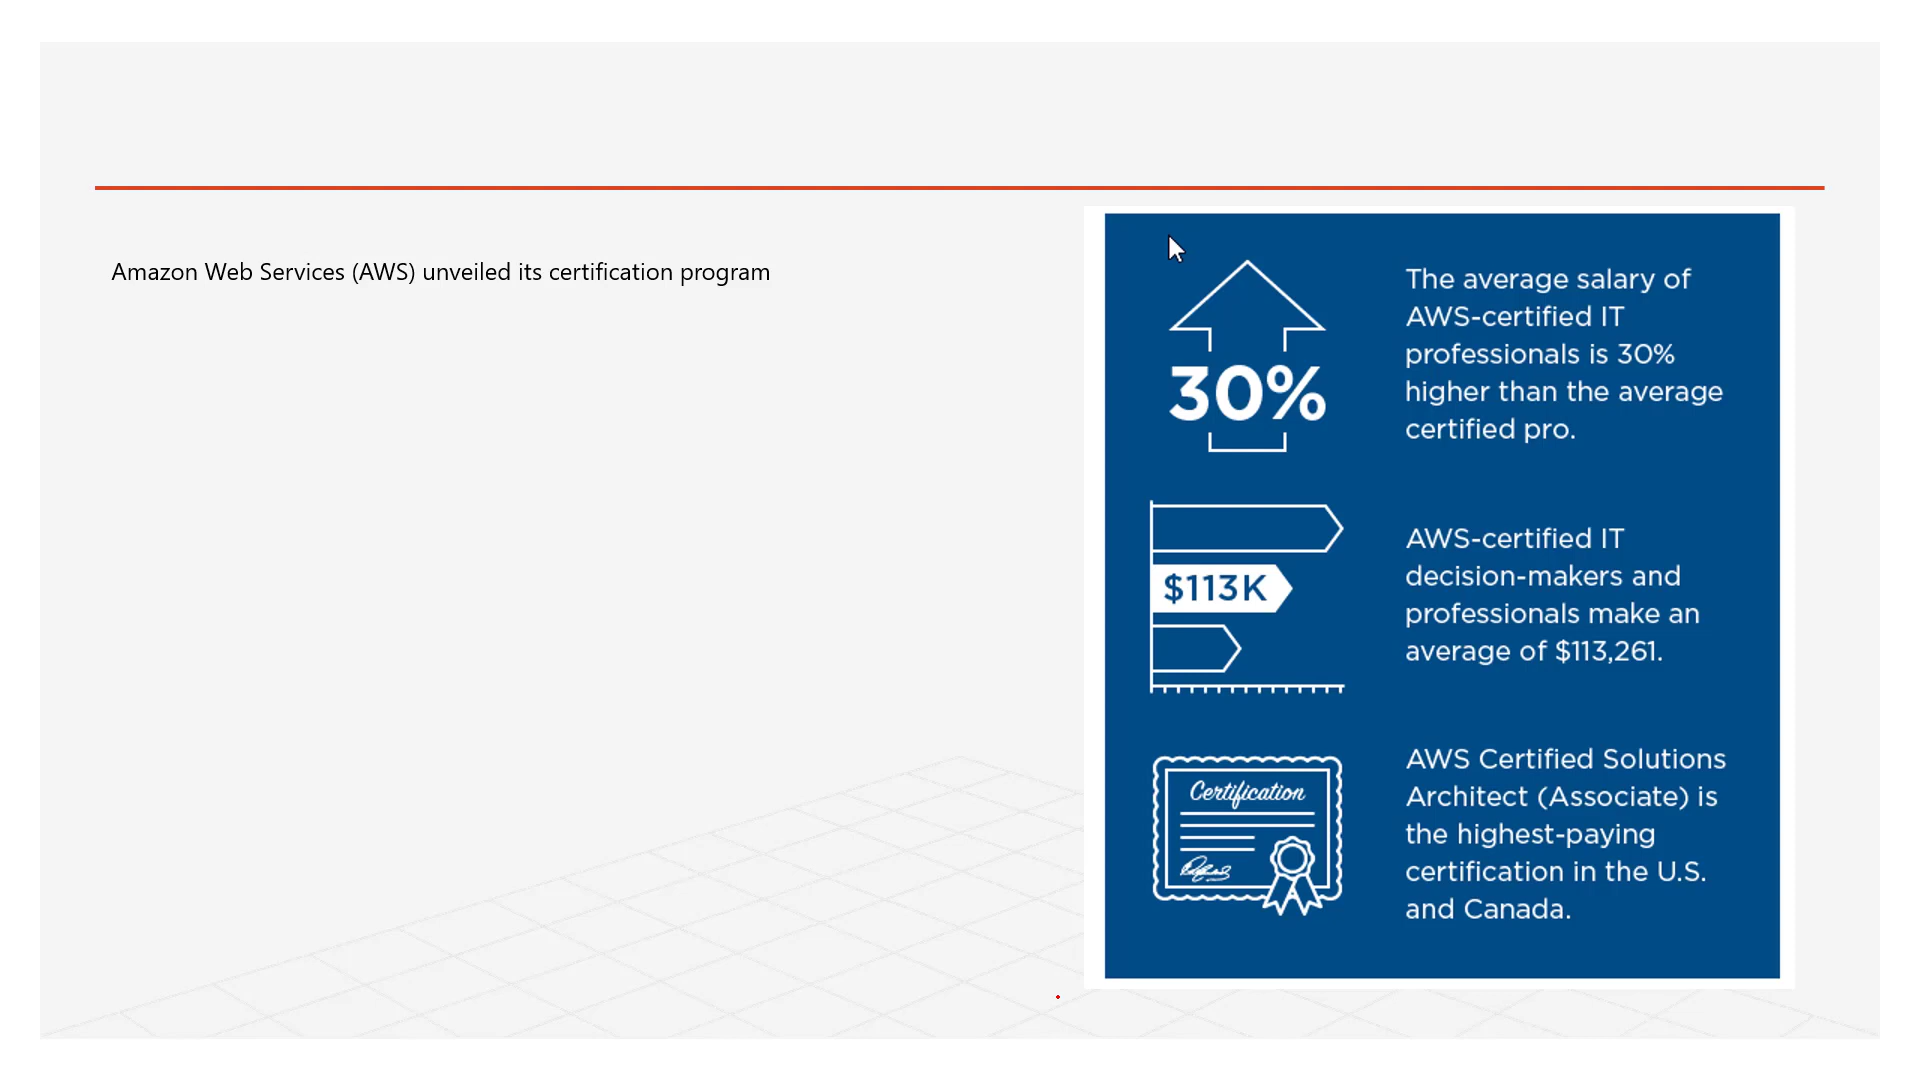 Amazon Web Services (AWS) unveiled its certification program
30%
The average salary of
AWS-certified IT
professionals is 30%
higher than the average
certified pro.
$113K
AWS-certified IT
decision-makers and
professionals make an
average of $113,261.
Certification
AWS Certified Solutions
Architect (Associate) is
the highest-paying
certification in the U.S.
and Canada.